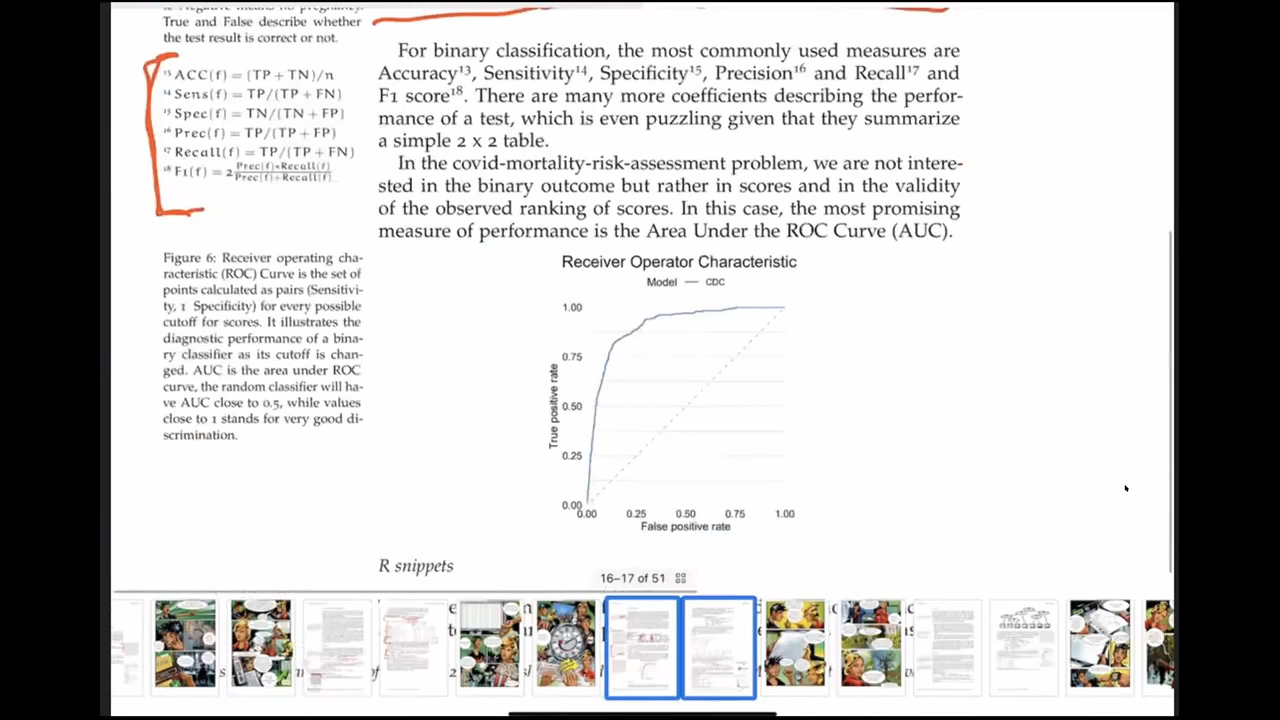 True and False describe whether
the test result is correct or not.
¹³ ACC(f) = (TP + TN)/n
¹⁴ Sens(f) = TP/(TP + FN)
¹⁵ Spec(f) = TN/(TN + FP)
¹⁶ Prec(f) = TP/(TP + FP)
¹⁷ Recall(f) = TP/(TP + FN)
¹⁸ F1(f) = 2 Prec(f)*Recall(f) / Prec(f)+Recall(f)
Figure 6: Receiver operating cha-
racteristic (ROC) Curve is the set of
points calculated as pairs (Sensitivi-
ty, 1 Specificity) for every possible
cutoff for scores. It illustrates the
diagnostic performance of a bina-
ry classifier as its cutoff is chan-
ged. AUC is the area under ROC
curve, the random classifier will ha-
ve AUC close to 0.5, while values
close to 1 stands for very good di-
scrimination.
For binary classification, the most commonly used measures are
Accuracy¹³, Sensitivity¹⁴, Specificity¹⁵, Precision¹⁶ and Recall¹⁷ and
F1 score¹⁸. There are many more coefficients describing the perfor-
mance of a test, which is even puzzling given that they summarize
a simple 2 x 2 table.
In the covid-mortality-risk-assessment problem, we are not intere-
sted in the binary outcome but rather in scores and in the validity
of the observed ranking of scores. In this case, the most promising
measure of performance is the Area Under the ROC Curve (AUC).
Receiver Operator Characteristic
Model — CDC
1.00
0.75
0.50
0.25
0.00
True positive rate
0.00 0.25 0.50 0.75 1.00
False positive rate
R snippets
16–17 of 51